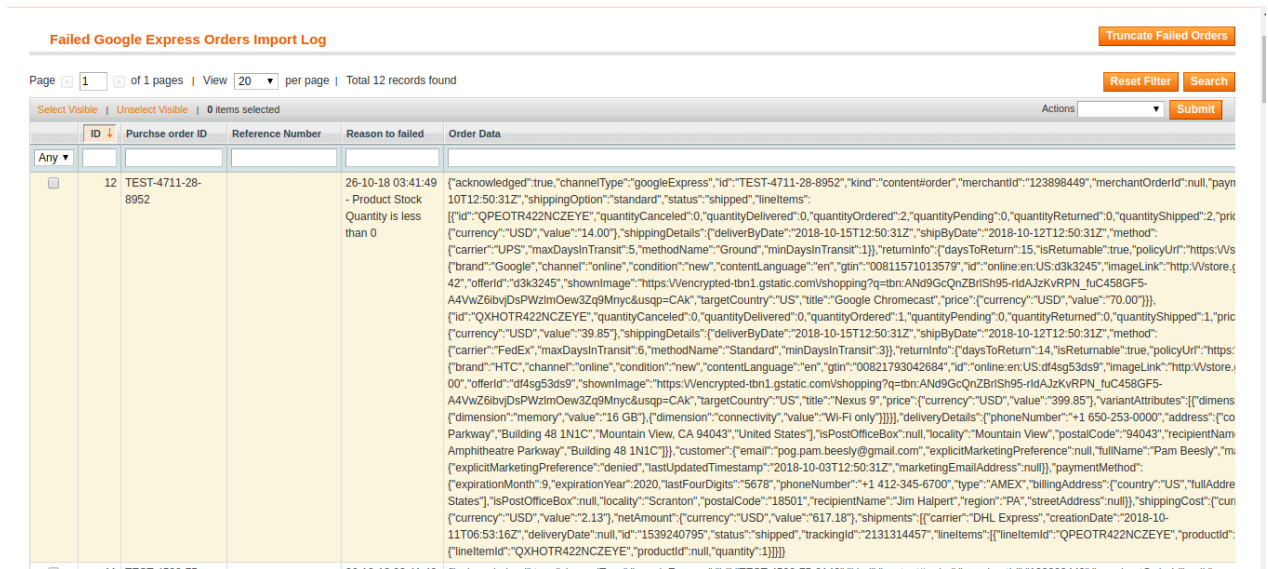 Failed Google Express Orders Import Log
Truncate Failed Orders
Page 1 of 1 pages | View 20 per page | Total 12 records found
Reset Filter Search
Select Visible | Unselect Visible | 0 items selected
Actions Submit
ID Purchse order ID Reference Number Reason to failed Order Data
Any
12 TEST-4711-28-8952
26-10-18 03:41:49
- Product Stock
Quantity is less
than 0
{"acknowledged":true,"channelType":"googleExpress","id":"TEST-4711-28-8952","kind":"content#order","merchantId":"123898449","merchantOrderId":null,"paym
10T12:50:31Z","shippingOption":"standard","status":"shipped","lineItems":
[{"id":"QPEOTR422NCZEYE","quantityCanceled":0,"quantityDelivered":0,"quantityOrdered":2,"quantityPending":0,"quantityReturned":0,"quantityShipped":2,"pric
{"currency":"USD","value":"14.00"},"shippingDetails":{"deliverByDate":"2018-10-15T12:50:31Z","shipByDate":"2018-10-12T12:50:31Z","method":
{"carrier":"UPS","maxDaysInTransit":5,"methodName":"Ground","minDaysInTransit":1}},"returnInfo":{"daysToReturn":15,"isReturnable":true,"policyUrl":"https:\/\/s
{"brand":"Google","channel":"online","condition":"new","contentLanguage":"en","gtin":"00811571013579","id":"online:en:US:d3k3245","imageLink":"http:\/\/store.g
42","offerId":"d3k3245","shownImage":"https:\/\/encrypted-tbn1.gstatic.com\/shopping?q=tbn:ANd9GcQnZBrlSh95-rIdAJzKvRPN_fuC458GF5-
A4VwZ6ibvjDsPWzlmOew3Zq9Mnyc&usqp=CAk","targetCountry":"US","title":"Google Chromecast","price":{"currency":"USD","value":"70.00"}}},
{"id":"QXHOTR422NCZEYE","quantityCanceled":0,"quantityDelivered":0,"quantityOrdered":1,"quantityPending":0,"quantityReturned":0,"quantityShipped":1,"pric
{"currency":"USD","value":"39.85"},"shippingDetails":{"deliverByDate":"2018-10-15T12:50:31Z","shipByDate":"2018-10-12T12:50:31Z","method":
{"carrier":"FedEx","maxDaysInTransit":6,"methodName":"Standard","minDaysInTransit":3}},"returnInfo":{"daysToReturn":14,"isReturnable":true,"policyUrl":"https:
{"brand":"HTC","channel":"online","condition":"new","contentLanguage":"en","gtin":"00821793042684","id":"online:en:US:df4sg53ds9","imageLink":"http:\/\/store.g
00","offerId":"df4sg53ds9","shownImage":"https:\/\/encrypted-tbn1.gstatic.com\/shopping?q=tbn:ANd9GcQnZBrlSh95-rIdAJzKvRPN_fuC458GF5-
A4VwZ6ibvjDsPWzlmOew3Zq9Mnyc&usqp=CAk","targetCountry":"US","title":"Nexus 9","price":{"currency":"USD","value":"399.85"},"variantAttributes":[{"dimens
{"dimension":"memory","value":"16 GB"},{"dimension":"connectivity","value":"Wi-Fi only"}]}}],"deliveryDetails":{"phoneNumber":"+1 650-253-0000","address":{"co
Parkway","Building 48 1N1C","Mountain View, CA 94043","United States"],"isPostOfficeBox":null,"locality":"Mountain View","postalCode":"94043","recipientNam
Amphitheatre Parkway","Building 48 1N1C"]}},"customer":{"email":"pog.pam.beesly@gmail.com","explicitMarketingPreference":null,"fullName":"Pam Beesly","ma
{"explicitMarketingPreference":"denied","lastUpdatedTimestamp":"2018-10-03T12:50:31Z","marketingEmailAddress":null}},"paymentMethod":
{"expirationMonth":9,"expirationYear":2020,"lastFourDigits":"5678","phoneNumber":"+1 412-345-6700","type":"AMEX","billingAddress":{"country":"US","fullAddre
States"],"isPostOfficeBox":null,"locality":"Scranton","postalCode":"18501","recipientName":"Jim Halpert","region":"PA","streetAddress":null}},"shippingCost":{"curr
{"currency":"USD","value":"2.13"},"netAmount":{"currency":"USD","value":"617.18"},"shipments":[{"carrier":"DHL Express","creationDate":"2018-10-
11T06:53:16Z","deliveryDate":null,"id":"1539240795","status":"shipped","trackingId":"2131314457","lineItems":[{"lineItemId":"QPEOTR422NCZEYE","productId":
{"lineItemId":"QXHOTR422NCZEYE","productId":null,"quantity":1}]}]}